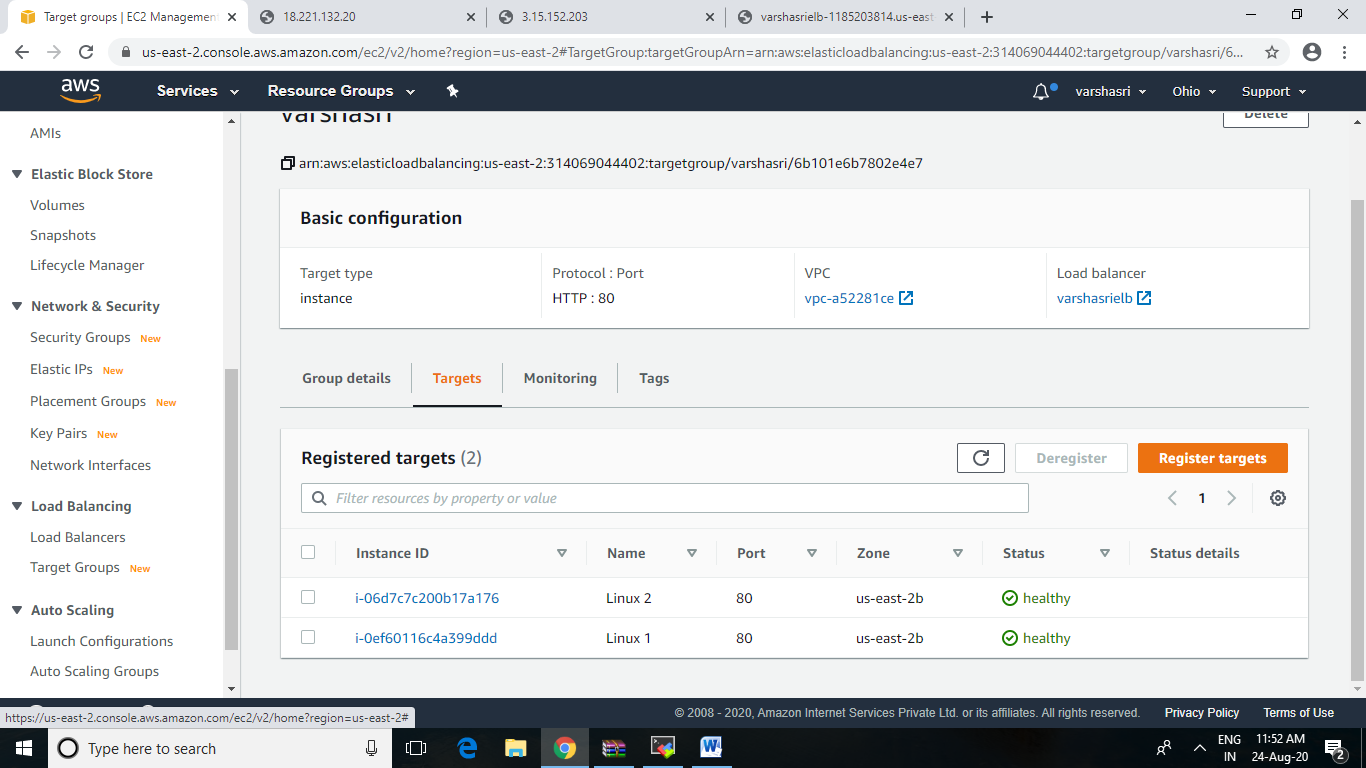 Target groups | EC2 Management
18.221.132.20
3.15.152.203
varshasrielb-1185203814.us-east
us-east-2.console.aws.amazon.com/ec2/v2/home?region=us-east-2#TargetGroup:targetGroupArn=arn:aws:elasticloadbalancing:us-east-2:314069044402:targetgroup/varshasri/6...
aws Services Resource Groups varshasri Ohio Support
AMIs
Elastic Block Store
Volumes
Snapshots
Lifecycle Manager
Network & Security
Security Groups New
Elastic IPs New
Placement Groups New
Key Pairs New
Network Interfaces
Load Balancing
Load Balancers
Target Groups New
Auto Scaling
Launch Configurations
Auto Scaling Groups
varshasri
Delete
arn:aws:elasticloadbalancing:us-east-2:314069044402:targetgroup/varshasri/6b101e6b7802e4e7
Basic configuration
Target type
instance
Protocol : Port
HTTP : 80
VPC
vpc-a52281ce
Load balancer
varshasrielb
Group details Targets Monitoring Tags
Registered targets (2)
Deregister
Register targets
Filter resources by property or value
1
Instance ID Name Port Zone Status Status details
i-06d7c7c200b17a176 Linux 2 80 us-east-2b healthy
i-0ef60116c4a399ddd Linux 1 80 us-east-2b healthy
https://us-east-2.console.aws.amazon.com/ec2/v2/home?region=us-east-2#
© 2008 - 2020, Amazon Internet Services Private Ltd. or its affiliates. All rights reserved. Privacy Policy Terms of Use
Type here to search
ENG
IN
11:52 AM
24-Aug-20
2